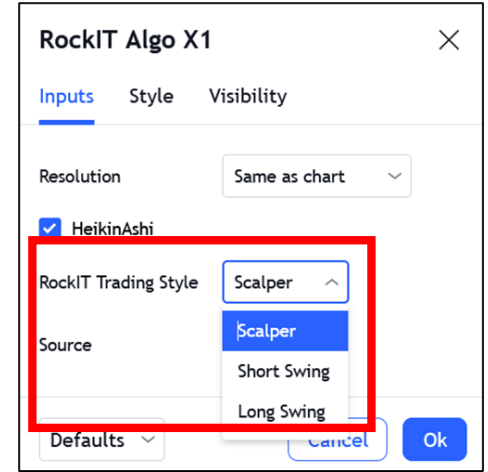 RockIT Algo X1
Inputs Style Visibility
Resolution Same as chart
HeikinAshi
RockIT Trading Style Scalper
Scalper
Source
Short Swing
Long Swing
Defaults Cancel Ok